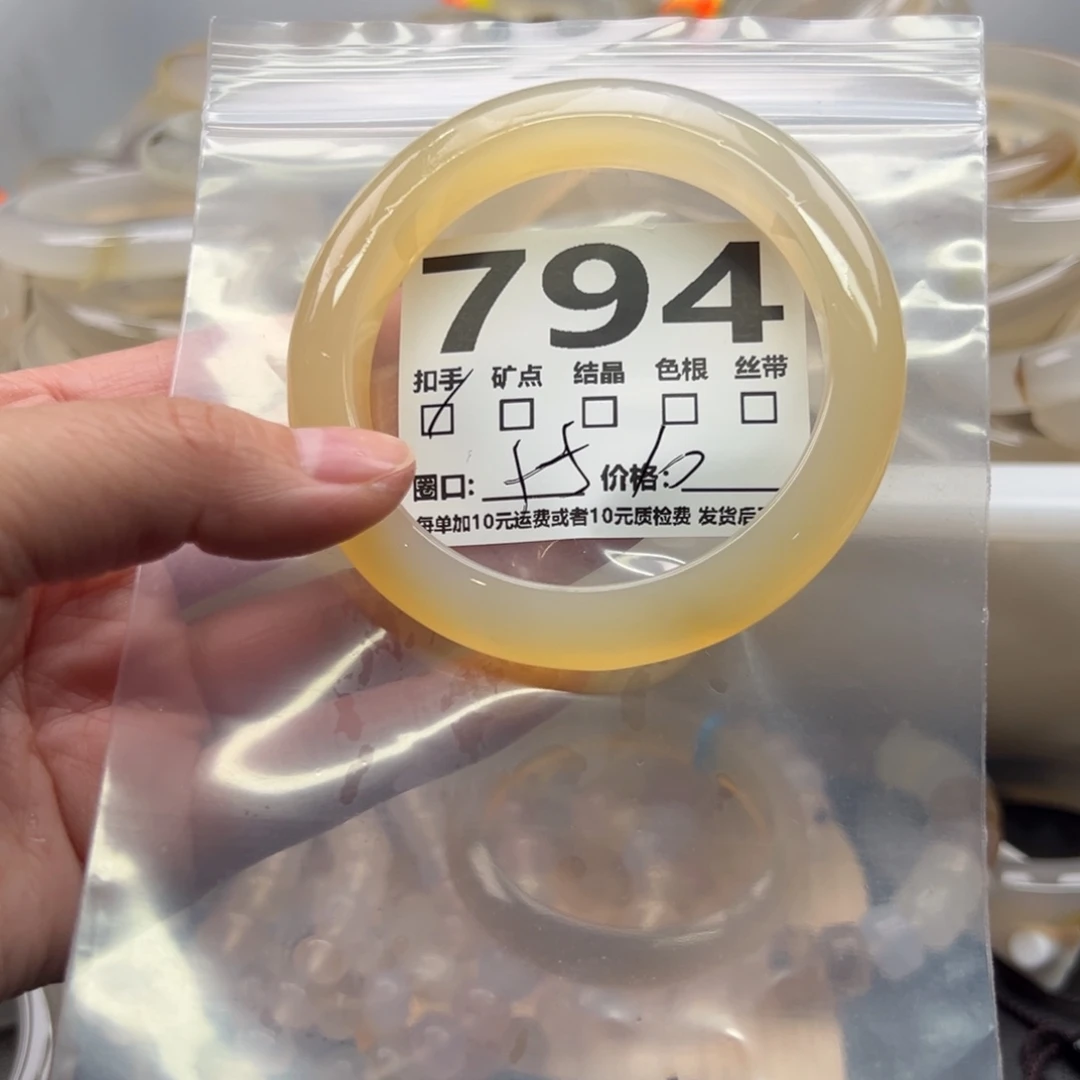 794
扣手 矿点 结晶 色根 丝带
圈口: 价格:
每单加10元运费或者10元质检费 发货后